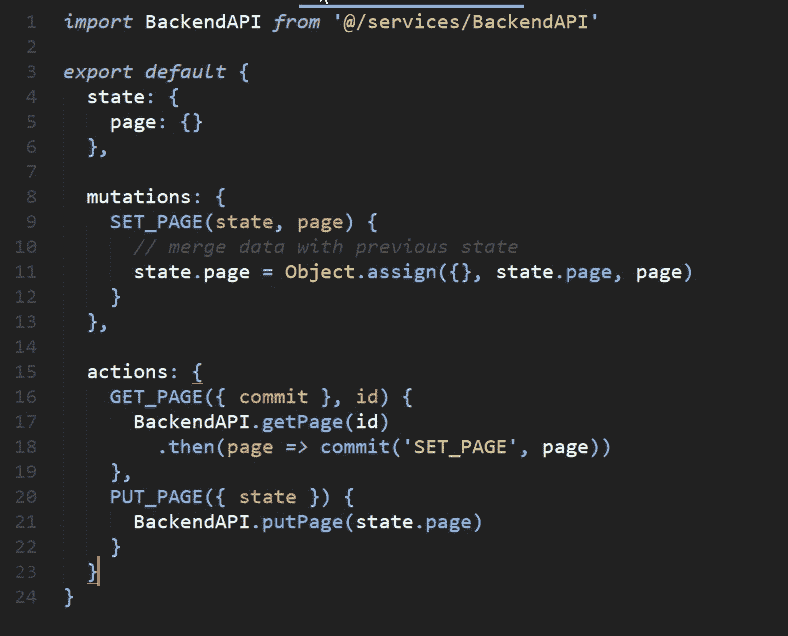 1 import BackendAPI from '@/services/BackendAPI'
2
3 export default {
4   state: {
5     page: {}
6   },
7
8   mutations: {
9     SET_PAGE(state, page) {
10       // merge data with previous state
11       state.page = Object.assign({}, state.page, page)
12     }
13   },
14
15   actions: {
16     GET_PAGE({ commit }, id) {
17       BackendAPI.getPage(id)
18         .then(page => commit('SET_PAGE', page))
19     },
20     PUT_PAGE({ state }) {
21       BackendAPI.putPage(state.page)
22     }
23   }
24 }